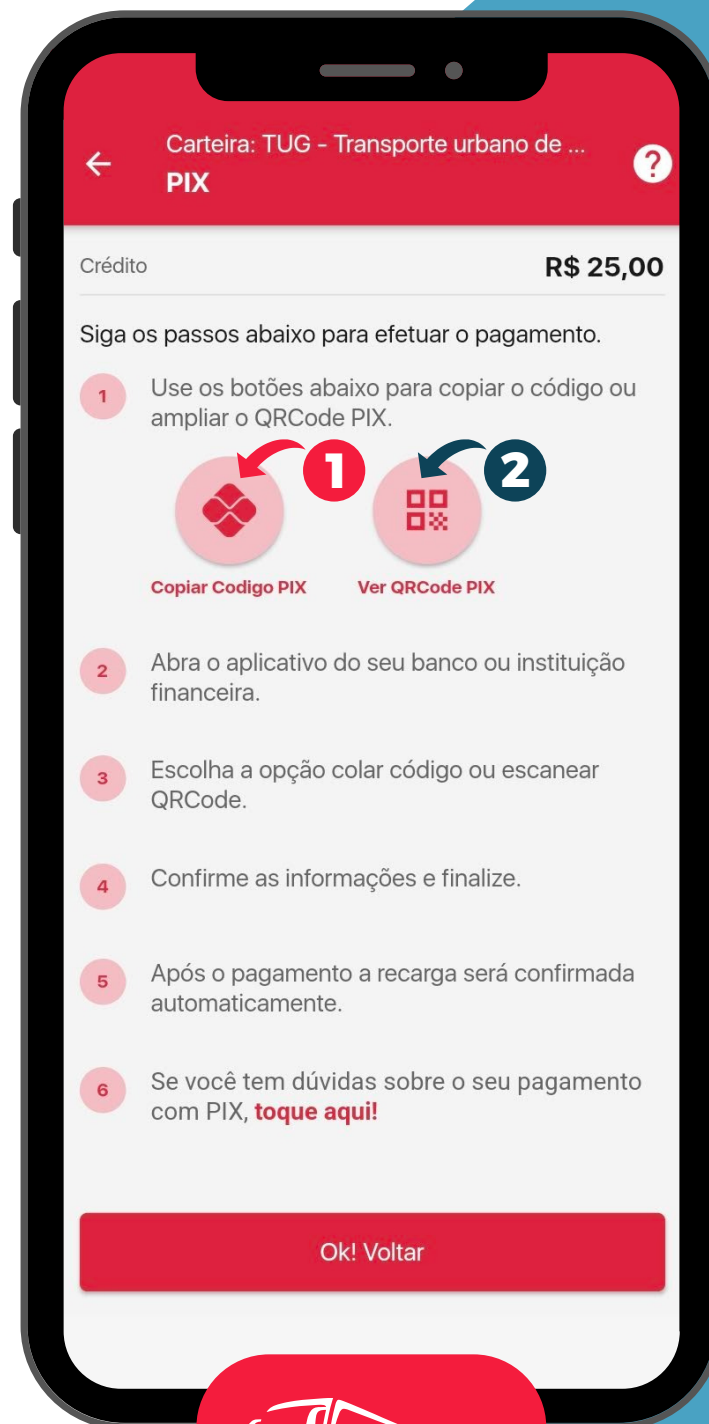 Carteira: TUG - Transporte urbano de ...
PIX
?
Crédito
R$ 25,00
Siga os passos abaixo para efetuar o pagamento.
1
Use os botões abaixo para copiar o código ou
ampliar o QRCode PIX.
1
2
Copiar Codigo PIX
Ver QRCode PIX
2
Abra o aplicativo do seu banco ou instituição
financeira.
3
Escolha a opção colar código ou escanear
QRCode.
4
Confirme as informações e finalize.
5
Após o pagamento a recarga será confirmada
automaticamente.
6
Se você tem dúvidas sobre o seu pagamento
com PIX, toque aqui!
Ok! Voltar